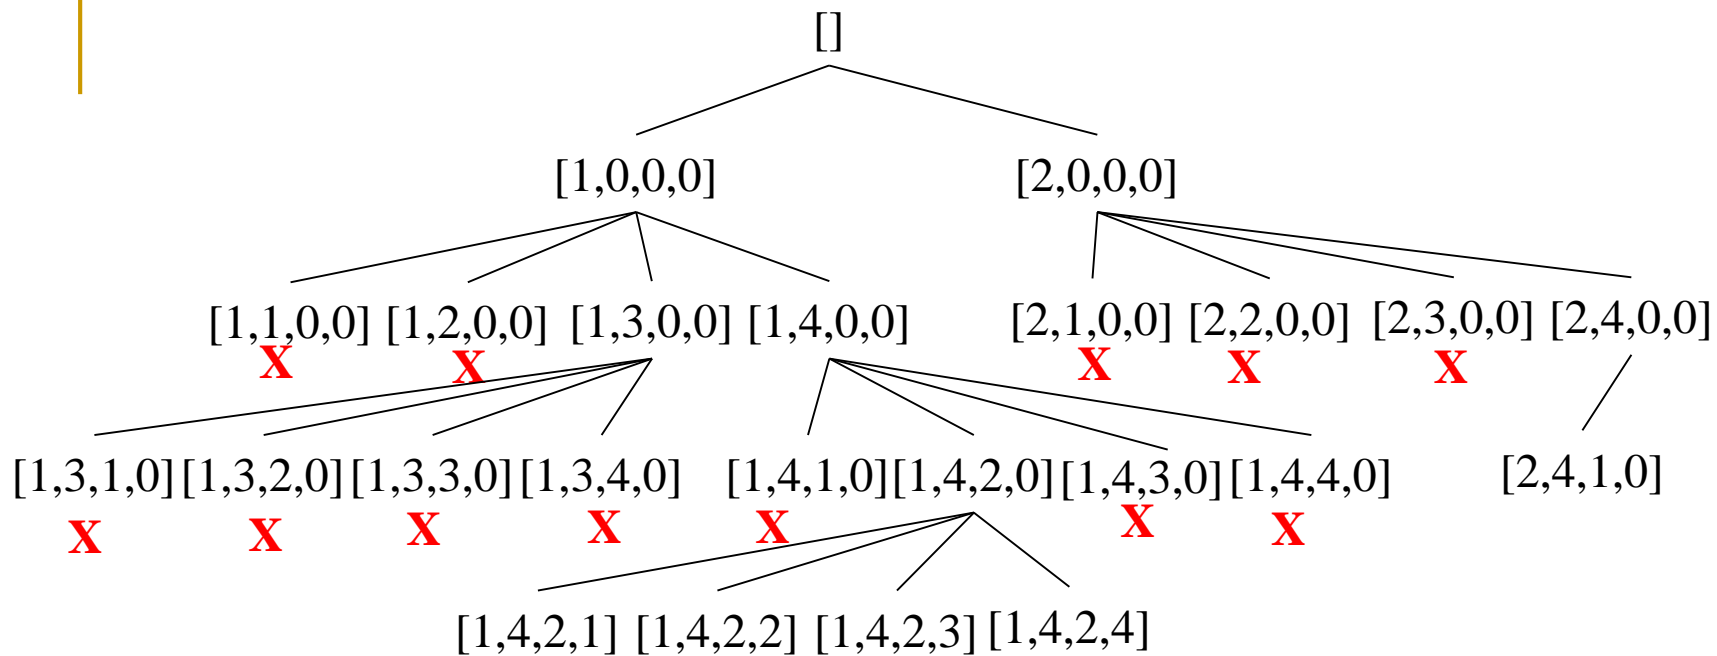 []
[1,0,0,0] [2,0,0,0]
[1,1,0,0] [1,2,0,0] [1,3,0,0] [1,4,0,0] [2,1,0,0] [2,2,0,0] [2,3,0,0] [2,4,0,0]
X X X X X
[1,3,1,0] [1,3,2,0] [1,3,3,0] [1,3,4,0] [1,4,1,0] [1,4,2,0] [1,4,3,0] [1,4,4,0] [2,4,1,0]
X X X X X X X
[1,4,2,1] [1,4,2,2] [1,4,2,3] [1,4,2,4]